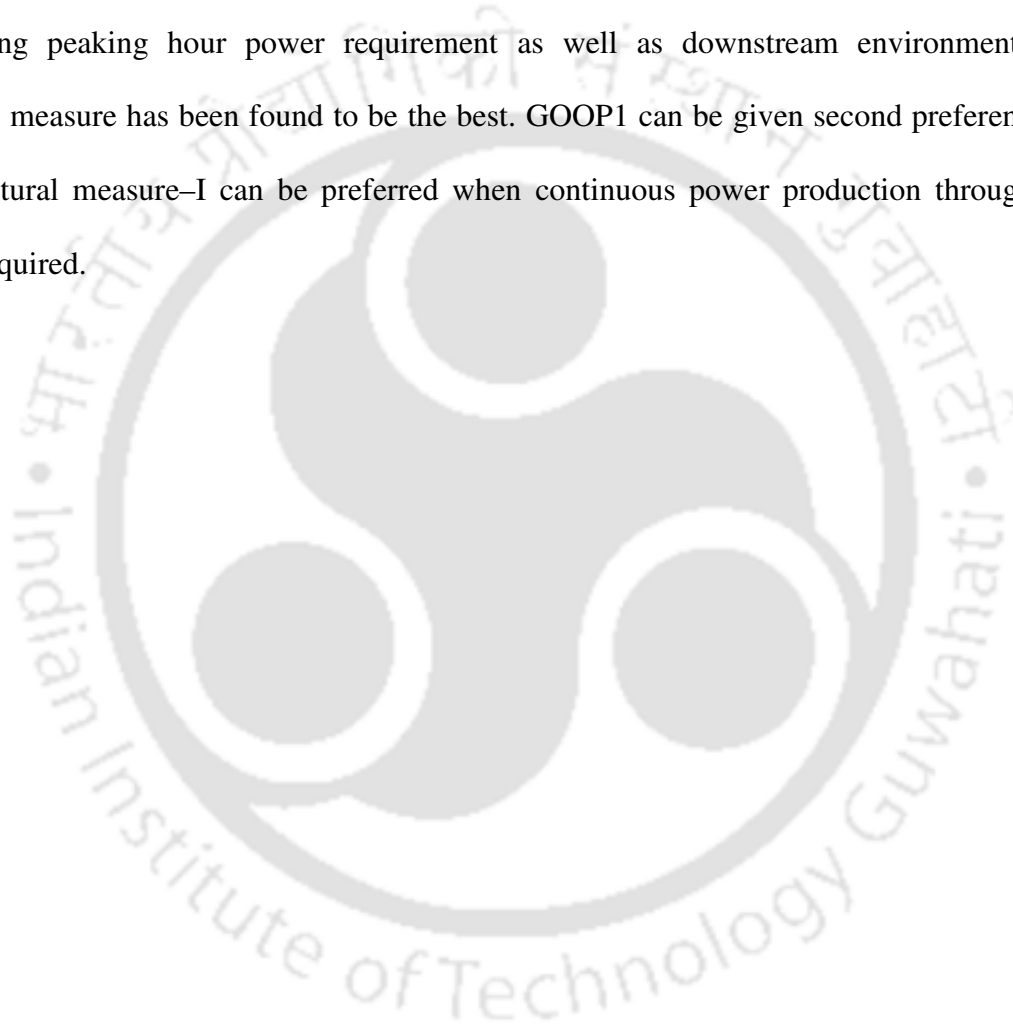 ng peaking hour power requirement as well as downstream environment
measure has been found to be the best. GOOP1 can be given second preferen
tural measure–I can be preferred when continuous power production throug
quired.
भारतीय प्रौद्योगिकी संस्थान गुवाहाटी
Indian Institute of Technology Guwahati